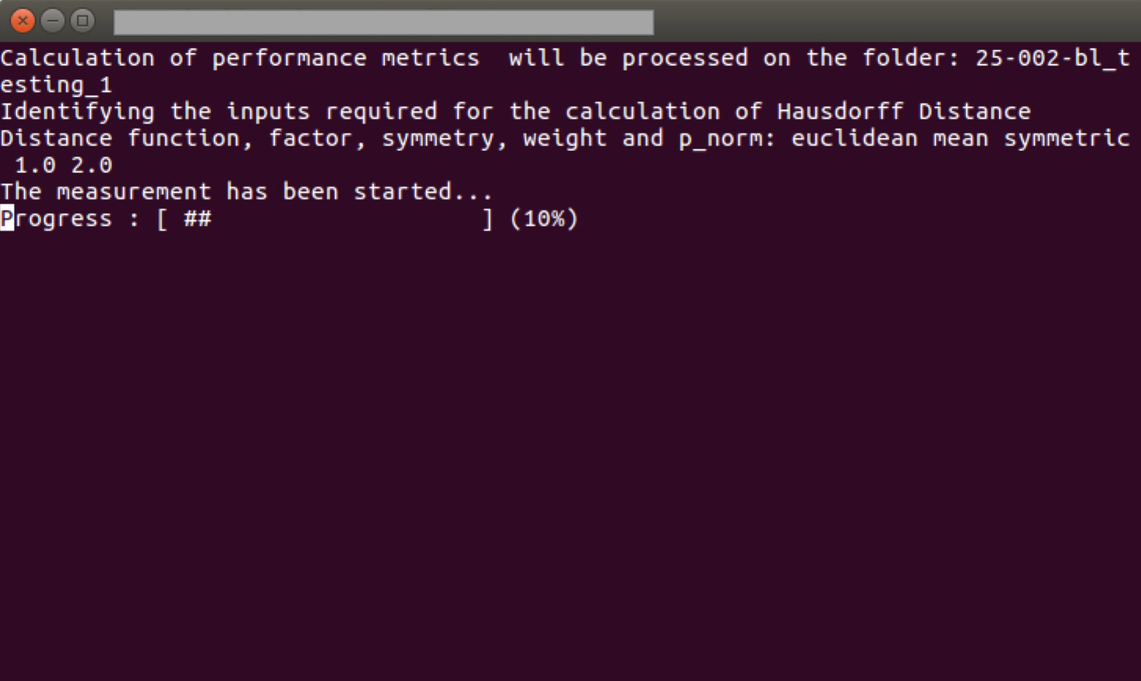 Calculation of performance metrics  will be processed on the folder: 25-002-bl_t
esting_1
Identifying the inputs required for the calculation of Hausdorff Distance
Distance function, factor, symmetry, weight and p_norm: euclidean mean symmetric
 1.0 2.0
The measurement has been started...
Progress : [ ##                   ] (10%)